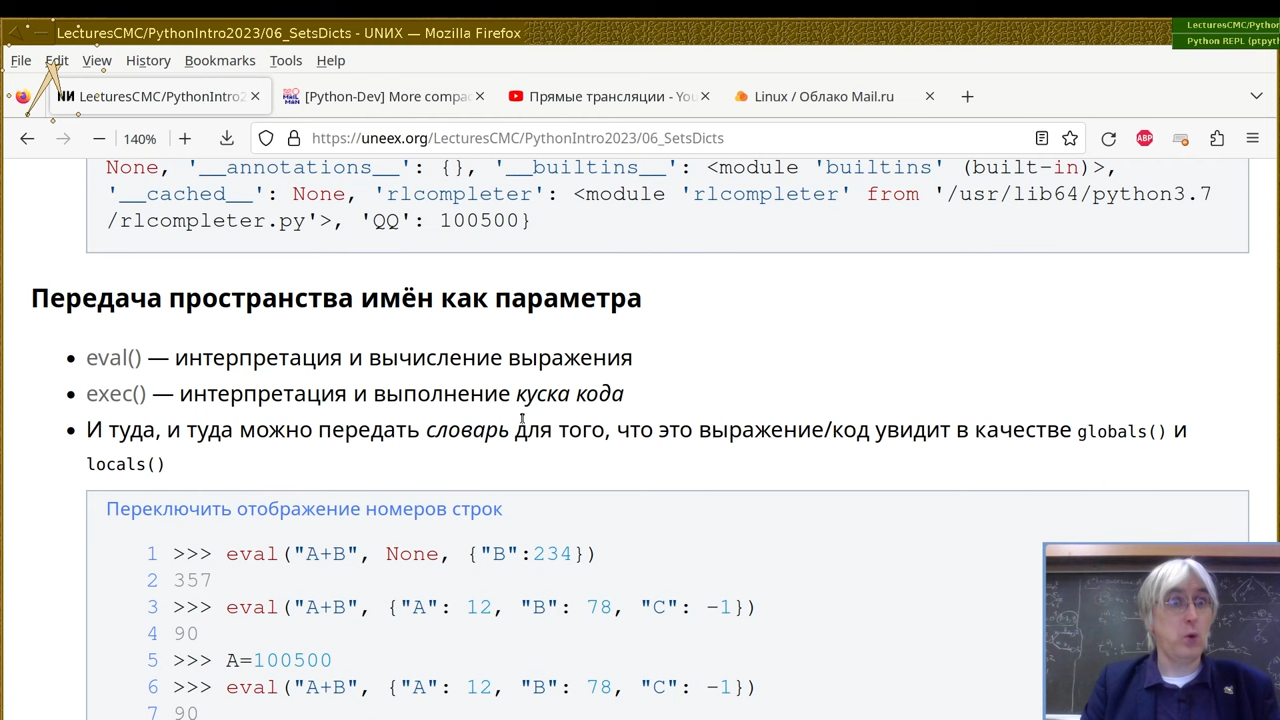 LecturesCMC/PythonIntro2023/06_SetsDicts - UNИX — Mozilla Firefox
LecturesCMC/Python
Python REPL (ptpyth
File Edit View History Bookmarks Tools Help
LecturesCMC/PythonIntro2 [Python-Dev] More compac Прямые трансляции - You Linux / Облако Mail.ru
140% https://uneex.org/LecturesCMC/PythonIntro2023/06_SetsDicts
None, '__annotations__': {}, '__builtins__': <module 'builtins' (built-in)>,
'__cached__': None, 'rlcompleter': <module 'rlcompleter' from '/usr/lib64/python3.7
/rlcompleter.py'>, 'QQ': 100500}
Передача пространства имён как параметра
• eval() — интерпретация и вычисление выражения
• exec() — интерпретация и выполнение куска кода
• И туда, и туда можно передать словарь для того, что это выражение/код увидит в качестве globals() и
locals()
Переключить отображение номеров строк
1 >>> eval("A+B", None, {"B":234})
2 357
3 >>> eval("A+B", {"A": 12, "B": 78, "C": -1})
4 90
5 >>> A=100500
6 >>> eval("A+B", {"A": 12, "B": 78, "C": -1})
7 90